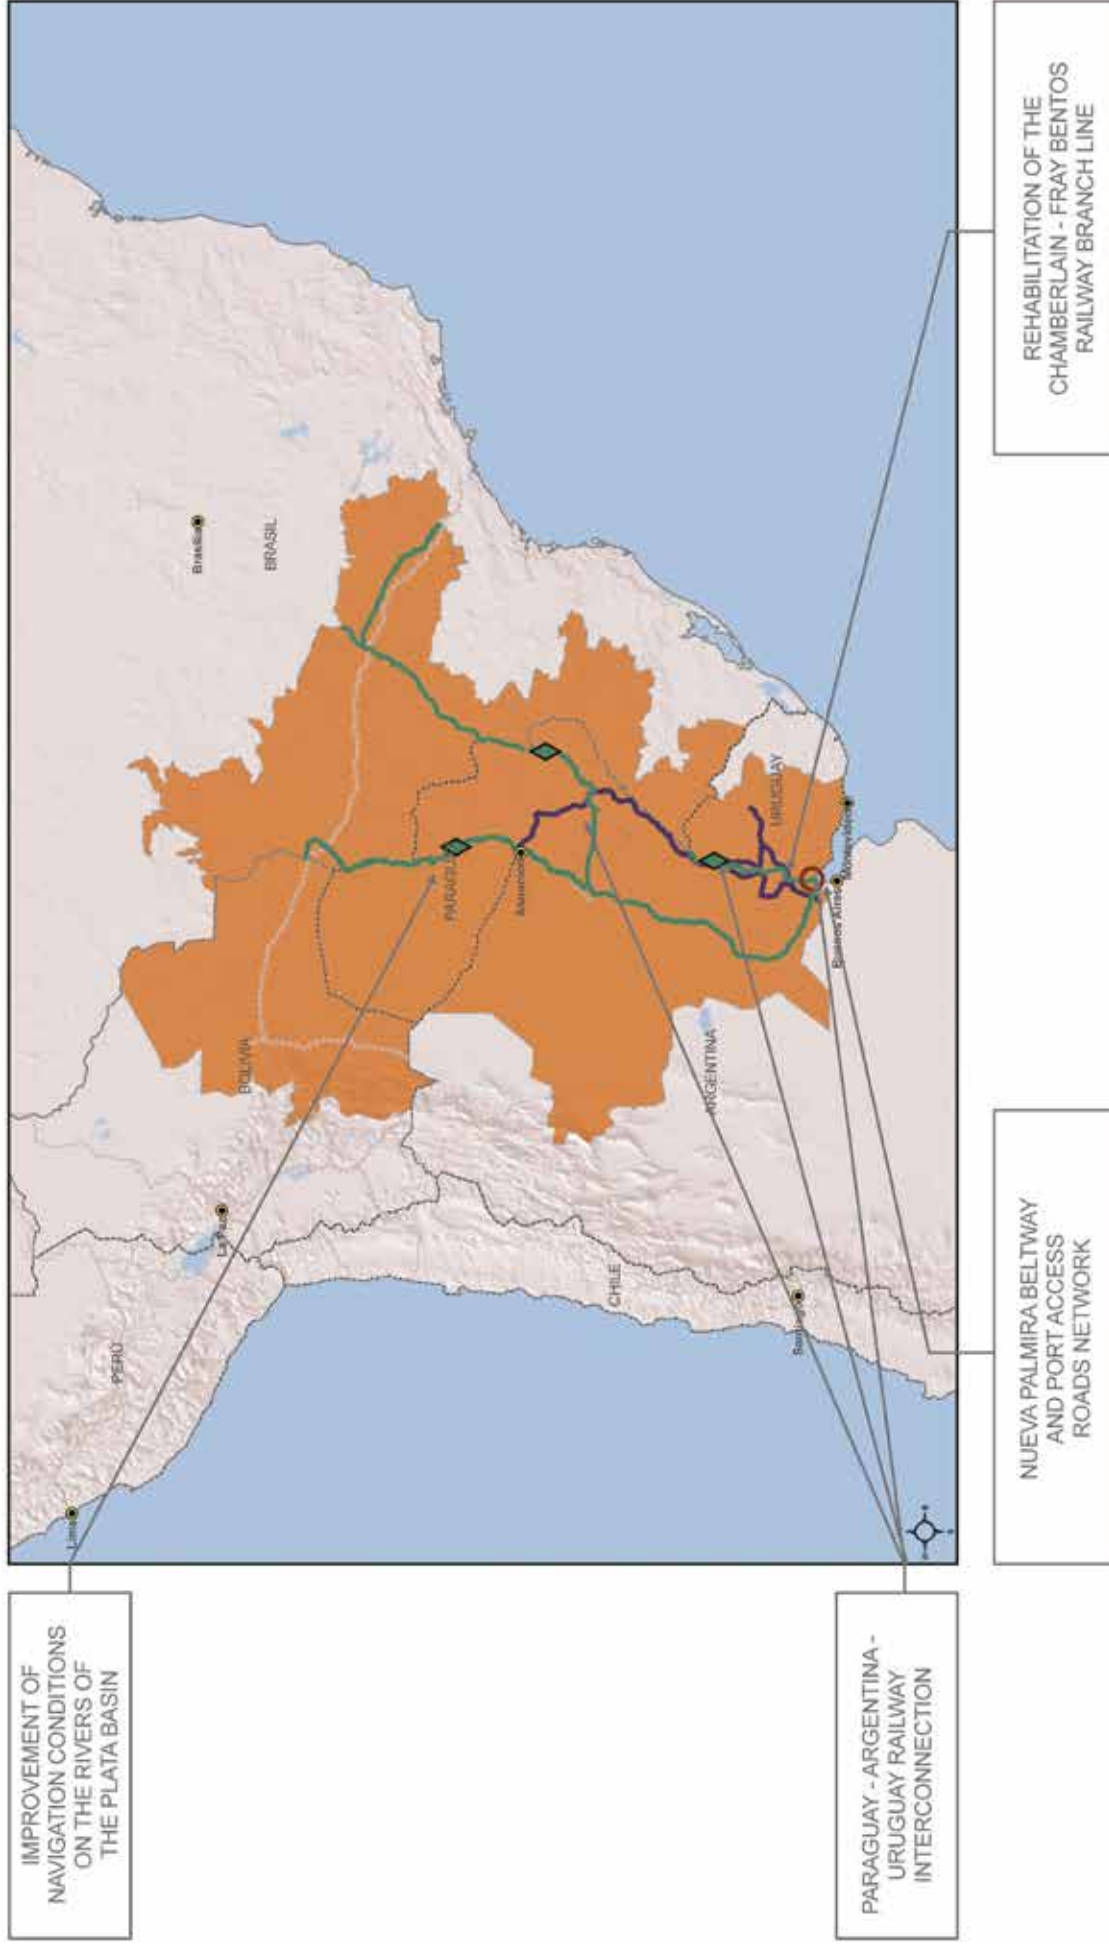 IMPROVEMENT OF
NAVIGATION CONDITIONS
ON THE RIVERS OF
THE PLATA BASIN
Lima
PERÚ
Brasilia
La Paz
BOLIVIA
BRASIL
PARAGU
Asunción
CHILE
ARGENTINA
URUGUAY
Santiago
Buenos Aires
Montevideo
PARAGUAY - ARGENTINA -
URUGUAY RAILWAY
INTERCONNECTION
NUEVA PALMIRA BELTWAY
AND PORT ACCESS
ROADS NETWORK
REHABILITATION OF THE
CHAMBERLAIN - FRAY BENTOS
RAILWAY BRANCH LINE